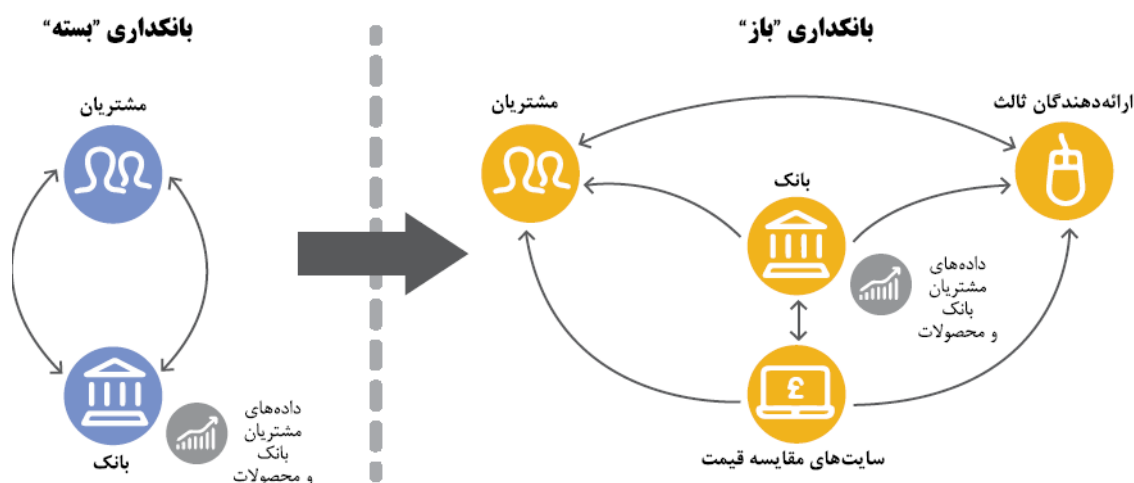 بانکداری “بسته”
مشتریان
بانک
داده‌های
مشتریان
بانک
و محصولات
بانکداری “باز”
مشتریان
ارائه‌دهندگان ثالث
بانک
داده‌های
مشتریان
بانک
و محصولات
£
سایت‌های مقایسه قیمت